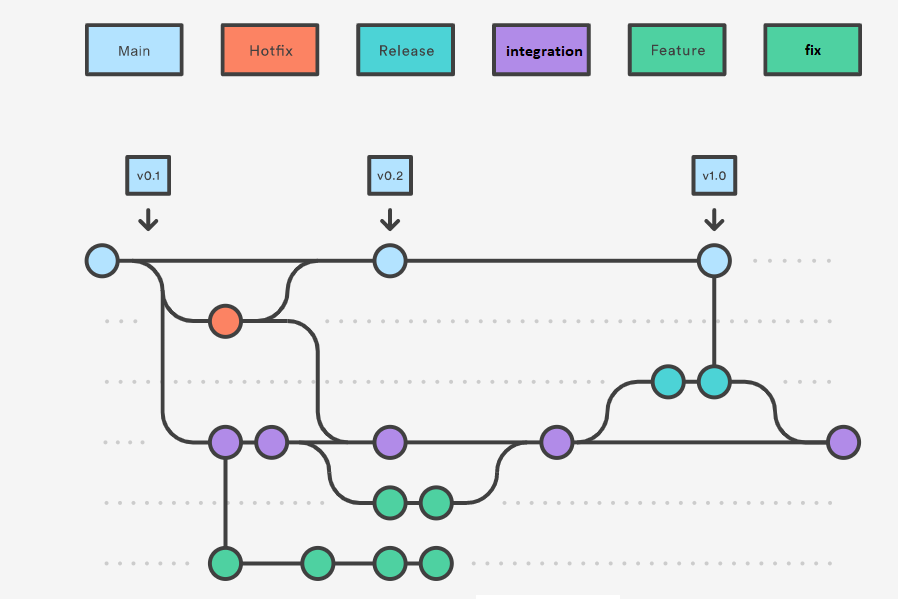 Main
Hotfix
Release
integration
Feature
fix
v0.1
v0.2
v1.0